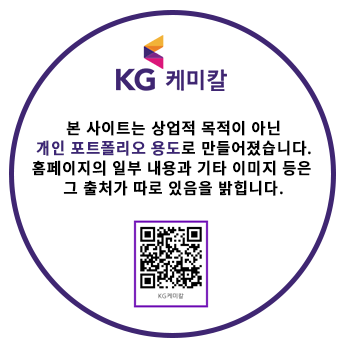 KG 케미칼
본 사이트는 상업적 목적이 아닌
개인 포트폴리오 용도로 만들어졌습니다.
홈페이지의 일부 내용과 기타 이미지 등은
그 출처가 따로 있음을 밝힙니다.
KG케미칼